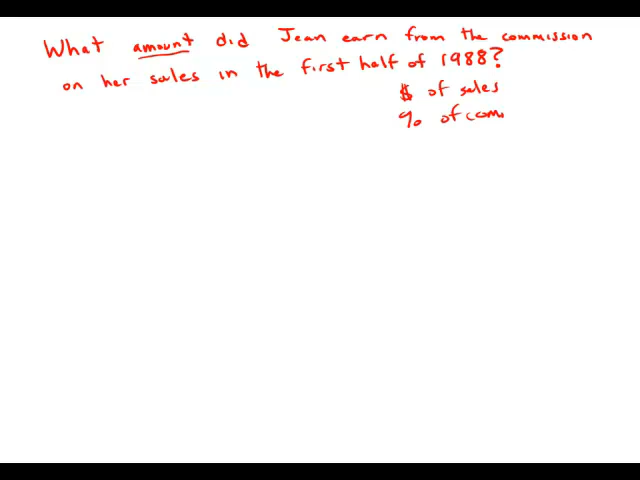 What amount did Jean earn from the commission
on her sales in the first half of 1988?
$ of sales
% of com